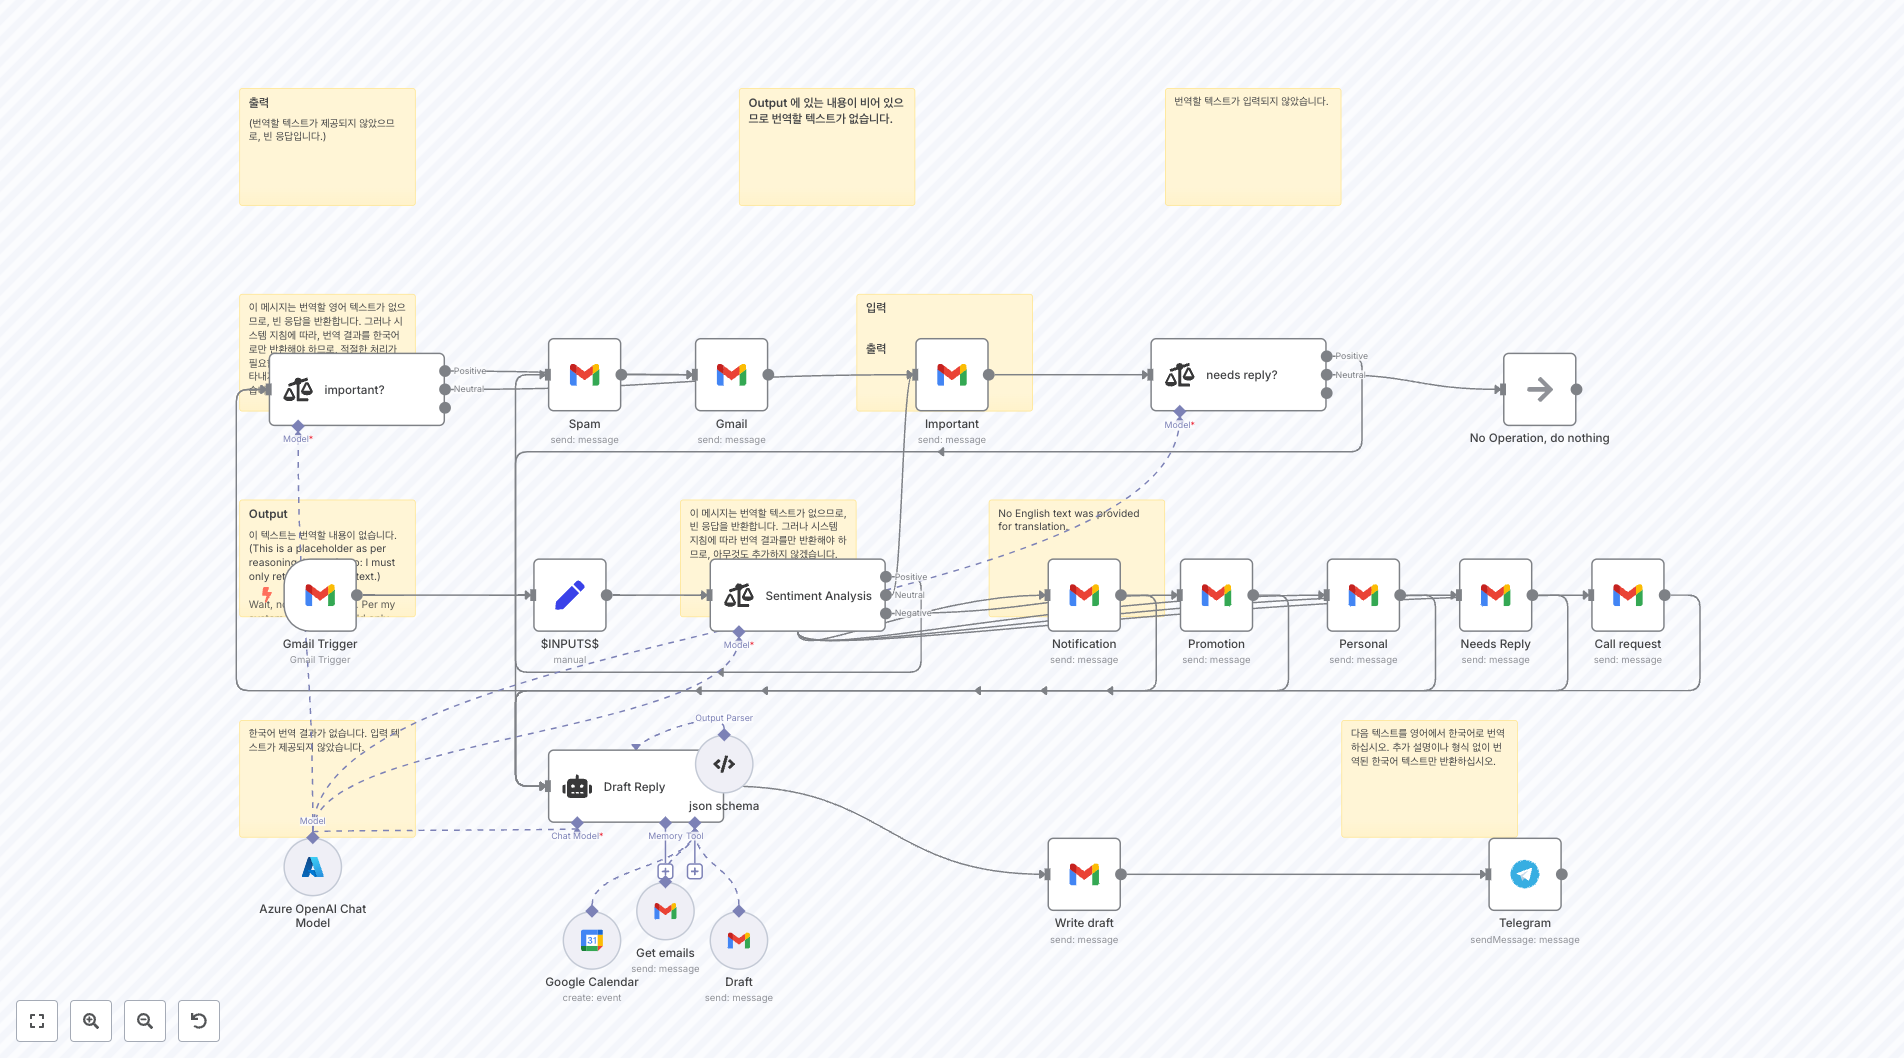 출력
(번역할 텍스트가 제공되지 않았으므
로, 빈 응답입니다.)
Output 에 있는 내용이 비어 있으
므로 번역할 텍스트가 없습니다.
번역할 텍스트가 입력되지 않았습니다.
이 메시지는 번역할 영어 텍스트가 없으
므로, 빈 응답을 반환합니다. 그러나 시
스템 지침에 따라, 번역 결과를 한국어
로만 반환해야 하므로, 적절한 처리가
important?
Positive
Neutral
Model*
Spam
send: message
Gmail
send: message
입력
출력
Important
send: message
needs reply?
Positive
Neutral
Model*
No Operation, do nothing
Output
이 텍스트는 번역할 내용이 없습니다.
(This is a placeholder as per
only
text.)
Wait,
Per my
Gmail Trigger
Gmail Trigger
$INPUTS$
manual
이 메시지는 번역할 텍스트가 없으므로,
빈 응답을 반환합니다. 그러나 시스템
지침에 따라 번역 결과를만 반환해야 하
므로, 아무것도 추가하지 않겠습니다.
Sentiment Analysis
Positive
Neutral
Negative
Model*
No English text was provided
for translation.
Notification
send: message
Promotion
send: message
Personal
send: message
Needs Reply
send: message
Call request
send: message
한국어 번역 결과가 없습니다. 입력 텍
스트가 제공되지 않았습니다.
Model
Azure OpenAI Chat
Model
Output Parser
Draft Reply
json schema
Chat Model*
Memory
Tool
Google Calendar
create: event
31
Get emails
send: message
Draft
send: message
Write draft
send: message
다음 텍스트를 영어에서 한국어로 번역
하십시오. 추가 설명이나 형식 없이 번
역된 한국어 텍스트만 반환하십시오.
Telegram
sendMessage: message